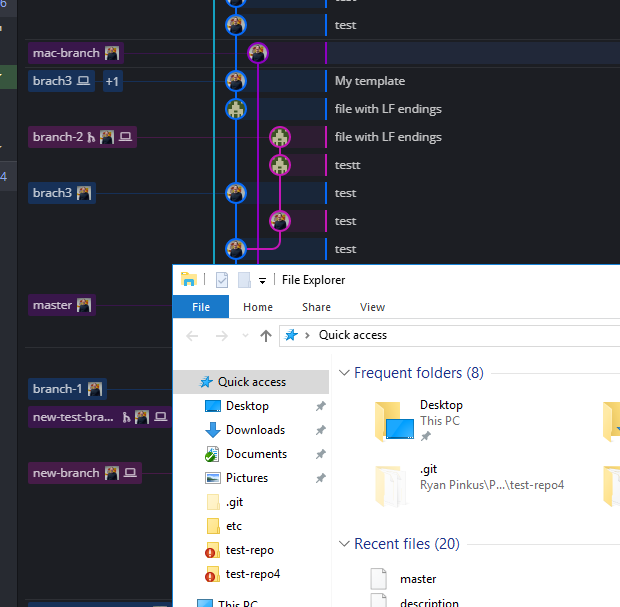 6
test
test
mac-branch
brach3 +1 My template
file with LF endings
branch-2 file with LF endings
testt
brach3 test
test
test
4
master
branch-1
new-test-bra...
new-branch
File Explorer
File Home Share View
Quick access
Quick access
Desktop
Downloads
Documents
Pictures
.git
etc
test-repo
test-repo4
This PC
Frequent folders (8)
Desktop
This PC
.git
Ryan Pinkus\P...\test-repo4
Recent files (20)
master
description